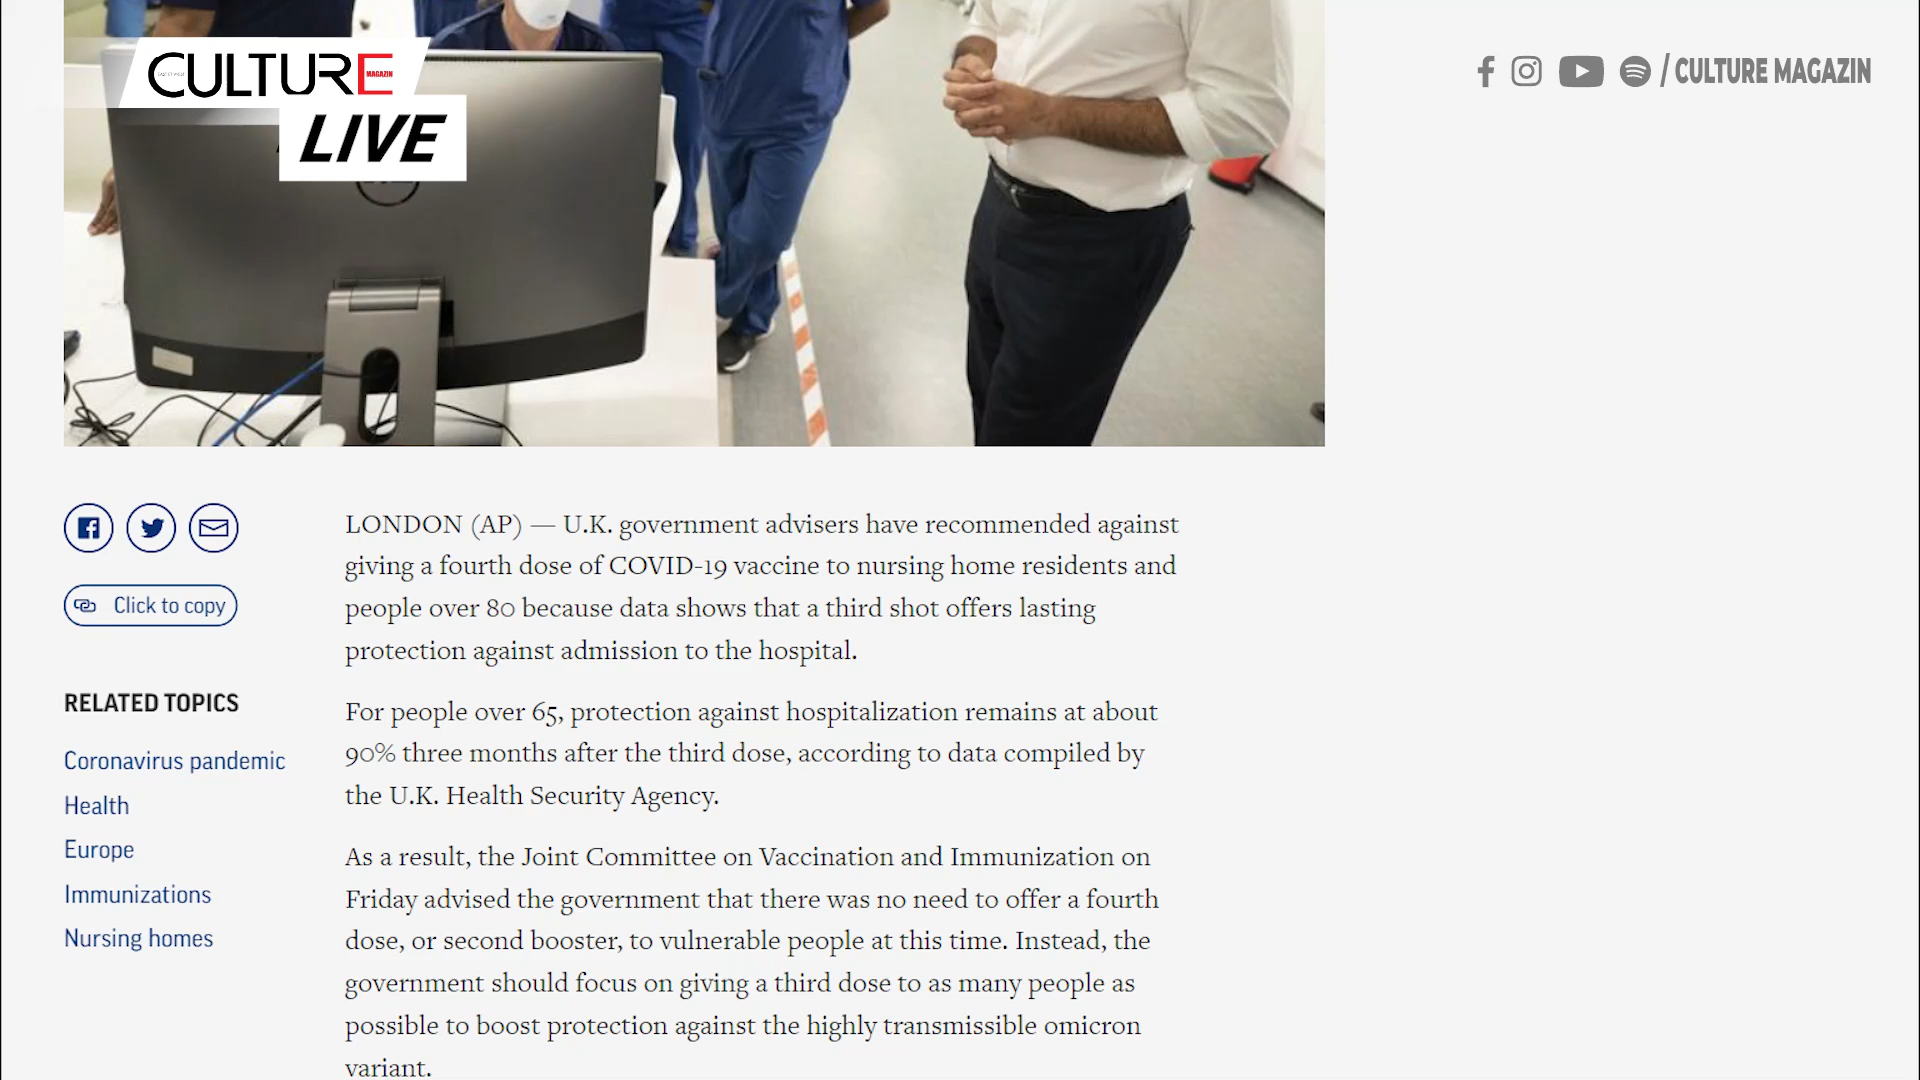 CULTURE
MAGAZIN
LIVE
/ CULTURE MAGAZIN
LONDON (AP) — U.K. government advisers have recommended against
giving a fourth dose of COVID-19 vaccine to nursing home residents and
people over 80 because data shows that a third shot offers lasting
protection against admission to the hospital.
For people over 65, protection against hospitalization remains at about
90% three months after the third dose, according to data compiled by
the U.K. Health Security Agency.
As a result, the Joint Committee on Vaccination and Immunization on
Friday advised the government that there was no need to offer a fourth
dose, or second booster, to vulnerable people at this time. Instead, the
government should focus on giving a third dose to as many people as
possible to boost protection against the highly transmissible omicron
variant.
Click to copy
RELATED TOPICS
Coronavirus pandemic
Health
Europe
Immunizations
Nursing homes